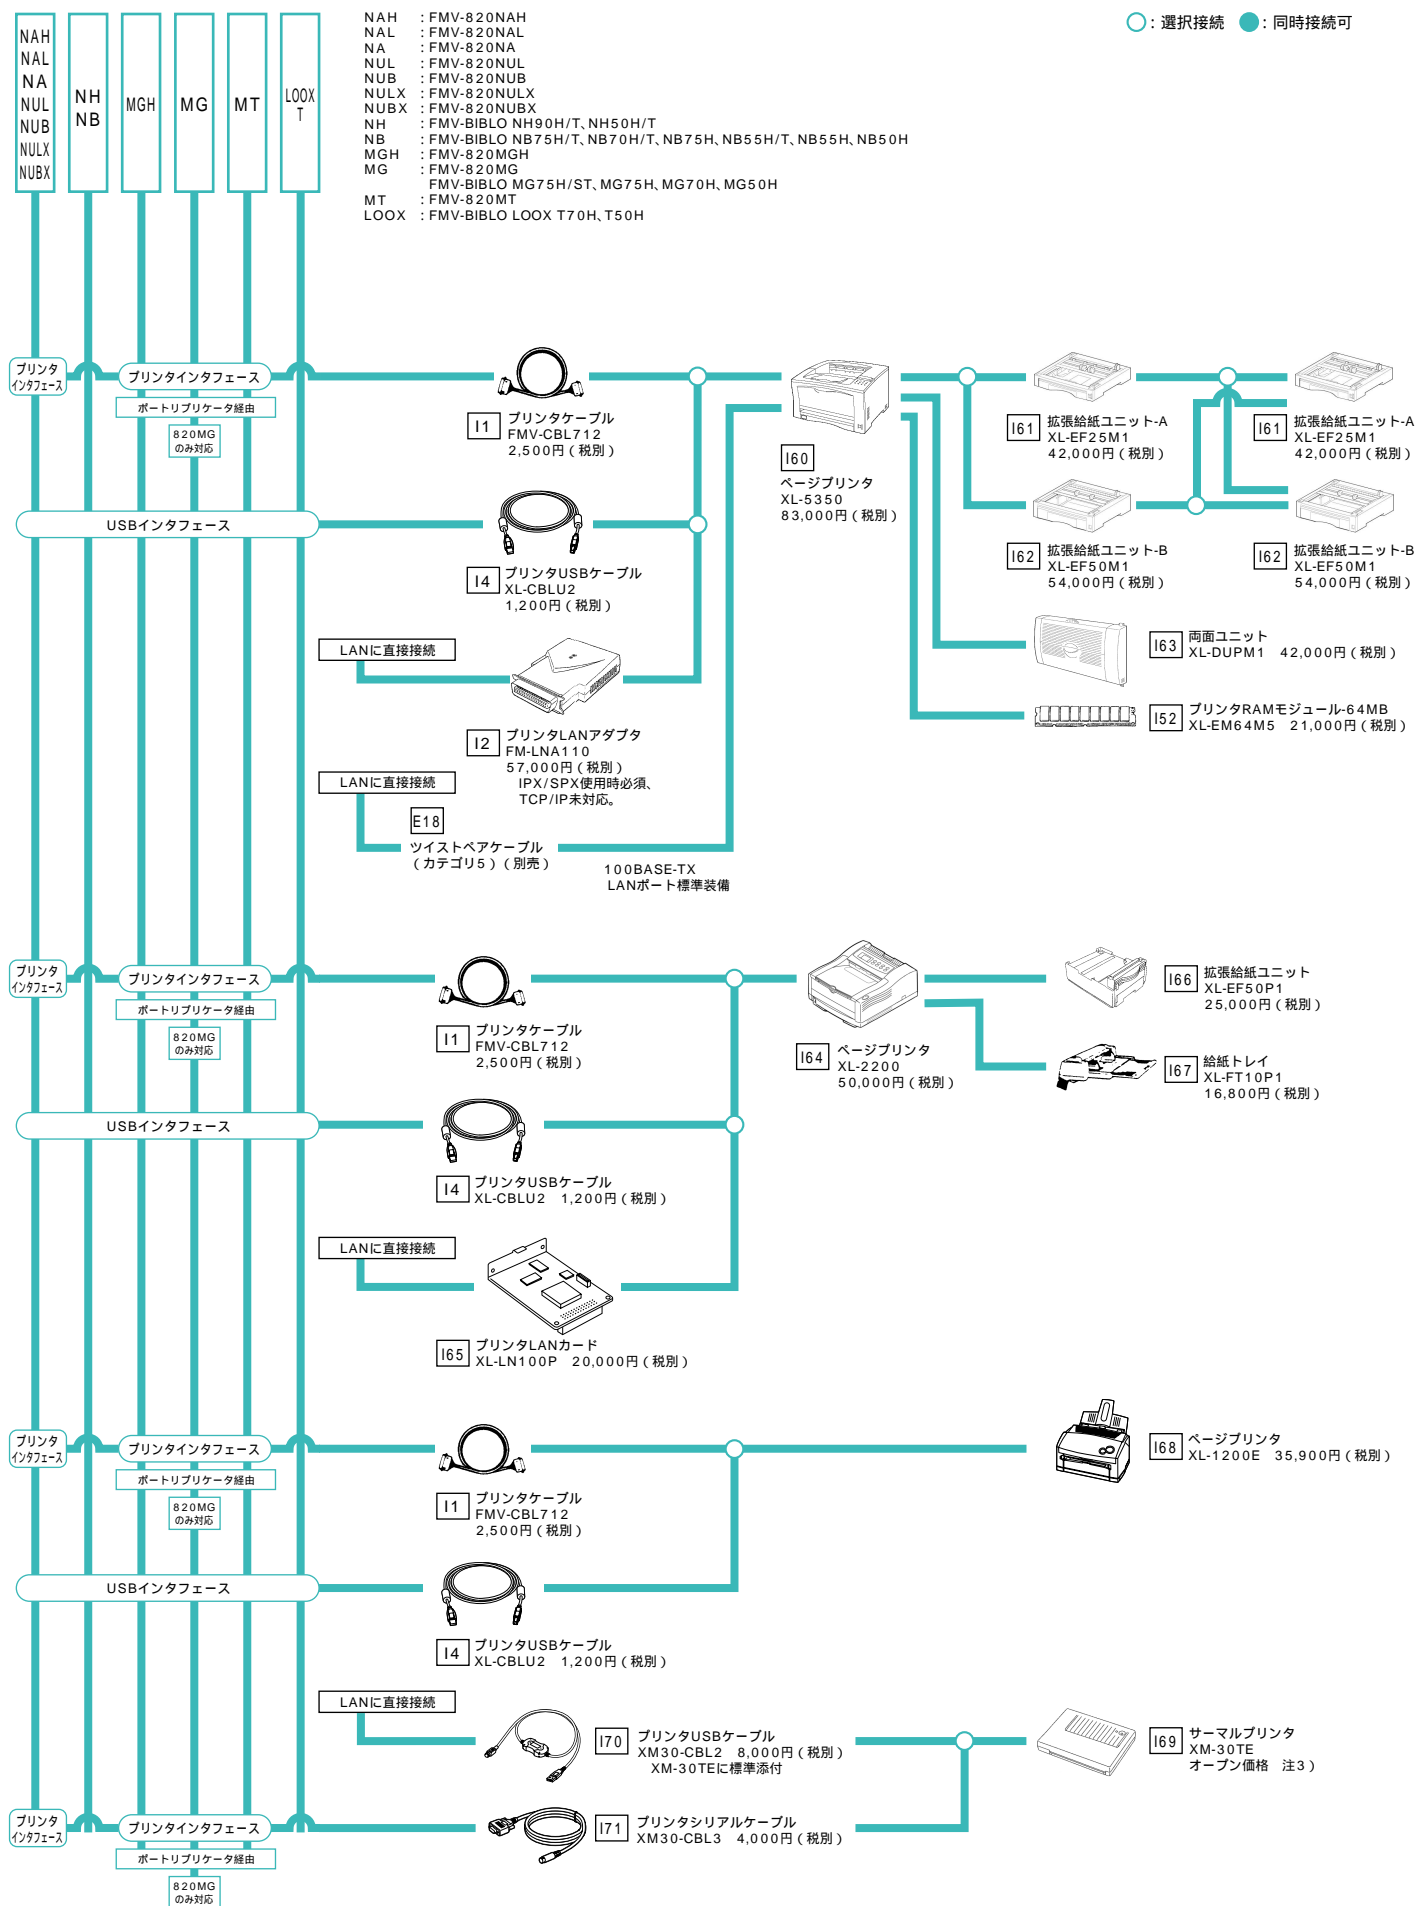 NAH
NAL
NA
NUL
NUB
NULX
NUBX
NH
NB
MGH
MG
MT
LOOX
T
NAH : FMV-820NAH
NAL : FMV-820NAL
NA : FMV-820NA
NUL : FMV-820NUL
NUB : FMV-820NUB
NULX : FMV-820NULX
NUBX : FMV-820NUBX
NH : FMV-BIBLO NH90H/T、NH50H/T
NB : FMV-BIBLO NB75H/T、NB70H/T、NB75H、NB55H/T、NB55H、NB50H
MGH : FMV-820MGH
MG : FMV-820MG
FMV-BIBLO MG75H/ST、MG75H、MG70H、MG50H
MT : FMV-820MT
LOOX : FMV-BIBLO LOOX T70H、T50H
○ : 選択接続 ● : 同時接続可
プリンタ
インタフェース
プリンタインタフェース
ポートリプリケータ経由
820MG
のみ対応
I1 プリンタケーブル
FMV-CBL712
2,500円(税別)
USBインタフェース
I4 プリンタUSBケーブル
XL-CBLU2
1,200円(税別)
LANに直接接続
I2 プリンタLANアダプタ
FM-LNA110
57,000円(税別)
IPX/SPX使用時必須、
TCP/IP未対応。
LANに直接接続
E18
ツイストペアケーブル
(カテゴリ5)(別売)
100BASE-TX
LANポート標準装備
I60
ページプリンタ
XL-5350
83,000円(税別)
I61 拡張給紙ユニット-A
XL-EF25M1
42,000円(税別)
I61 拡張給紙ユニット-A
XL-EF25M1
42,000円(税別)
I62 拡張給紙ユニット-B
XL-EF50M1
54,000円(税別)
I62 拡張給紙ユニット-B
XL-EF50M1
54,000円(税別)
I63 両面ユニット
XL-DUPM1 42,000円(税別)
I52 プリンタRAMモジュール-64MB
XL-EM64M5 21,000円(税別)
プリンタ
インタフェース
プリンタインタフェース
ポートリプリケータ経由
820MG
のみ対応
I1 プリンタケーブル
FMV-CBL712
2,500円(税別)
I64 ページプリンタ
XL-2200
50,000円(税別)
I66 拡張給紙ユニット
XL-EF50P1
25,000円(税別)
I67 給紙トレイ
XL-FT10P1
16,800円(税別)
USBインタフェース
I4 プリンタUSBケーブル
XL-CBLU2 1,200円(税別)
LANに直接接続
I65 プリンタLANカード
XL-LN100P 20,000円(税別)
プリンタ
インタフェース
プリンタインタフェース
ポートリプリケータ経由
820MG
のみ対応
I1 プリンタケーブル
FMV-CBL712
2,500円(税別)
I68 ページプリンタ
XL-1200E 35,900円(税別)
USBインタフェース
I4 プリンタUSBケーブル
XL-CBLU2 1,200円(税別)
LANに直接接続
I70 プリンタUSBケーブル
XM30-CBL2 8,000円(税別)
XM-30TEに標準添付
I69 サーマルプリンタ
XM-30TE
オープン価格 注3)
プリンタ
インタフェース
プリンタインタフェース
ポートリプリケータ経由
820MG
のみ対応
I71 プリンタシリアルケーブル
XM30-CBL3 4,000円(税別)